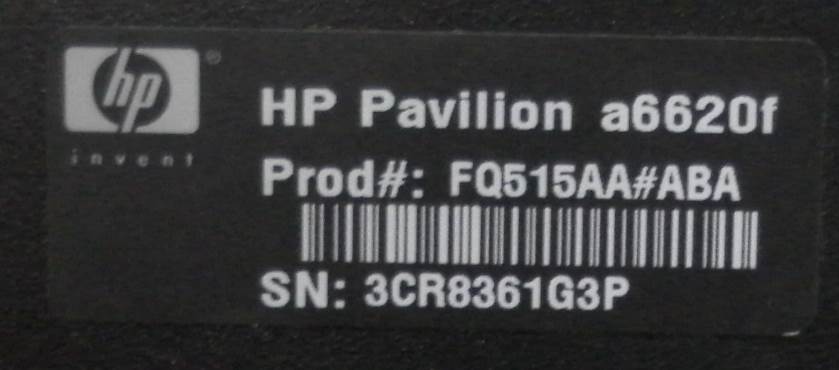 hp®
invent
HP Pavilion a6620f
Prod#: FQ515AA#ABA
SN: 3CR8361G3P